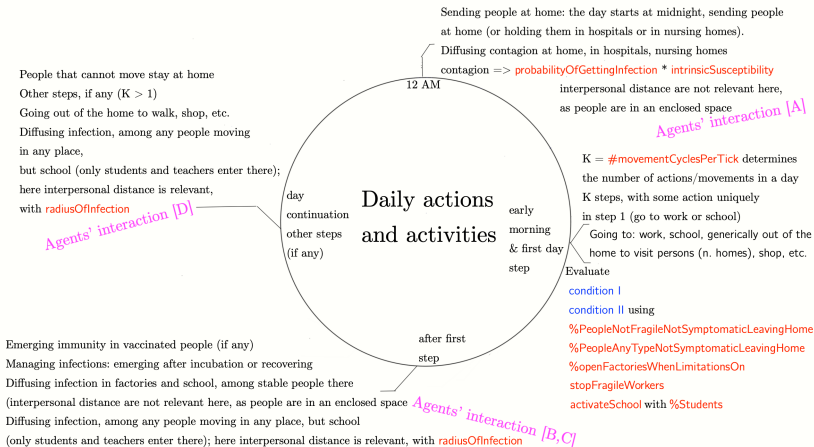 Sending people at home: the day starts at midnight, sending people
at home (or holding them in hospitals or in nursing homes).
Diffusing contagion at home, in hospitals, nursing homes
contagion => probabilityOfGettingInfection * intrinsicSusceptibility
interpersonal distance are not relevant here,
as people are in an enclosed space
Agents' interaction [A]
12 AM
K = #movementCyclesPerTick determines
the number of actions/movements in a day
K steps, with some action uniquely
in step 1 (go to work or school)
Going to: work, school, generically out of the
home to visit persons (n. homes), shop, etc.
early
morning
& first day
step
Evaluate
condition I
condition II using
%PeopleNotFragileNotSymptomaticLeavingHome
%PeopleAnyTypeNotSymptomaticLeavingHome
%openFactoriesWhenLimitationsOn
stopFragileWorkers
activateSchool with %Students
Daily actions
and activities
after first
step
Emerging immunity in vaccinated people (if any)
Managing infections: emerging after incubation or recovering
Diffusing infection in factories and school, among stable people there
(interpersonal distance are not relevant here, as people are in an enclosed space
Diffusing infection, among any people moving in any place, but school
(only students and teachers enter there); here interpersonal distance is relevant, with radiusOfInfection
Agents' interaction [B,C]
People that cannot move stay at home
Other steps, if any (K > 1)
Going out of the home to walk, shop, etc.
Diffusing infection, among any people moving
in any place,
but school (only students and teachers enter there);
here interpersonal distance is relevant,
with radiusOfInfection
Agents' interaction [D]
day
continuation
other steps
(if any)